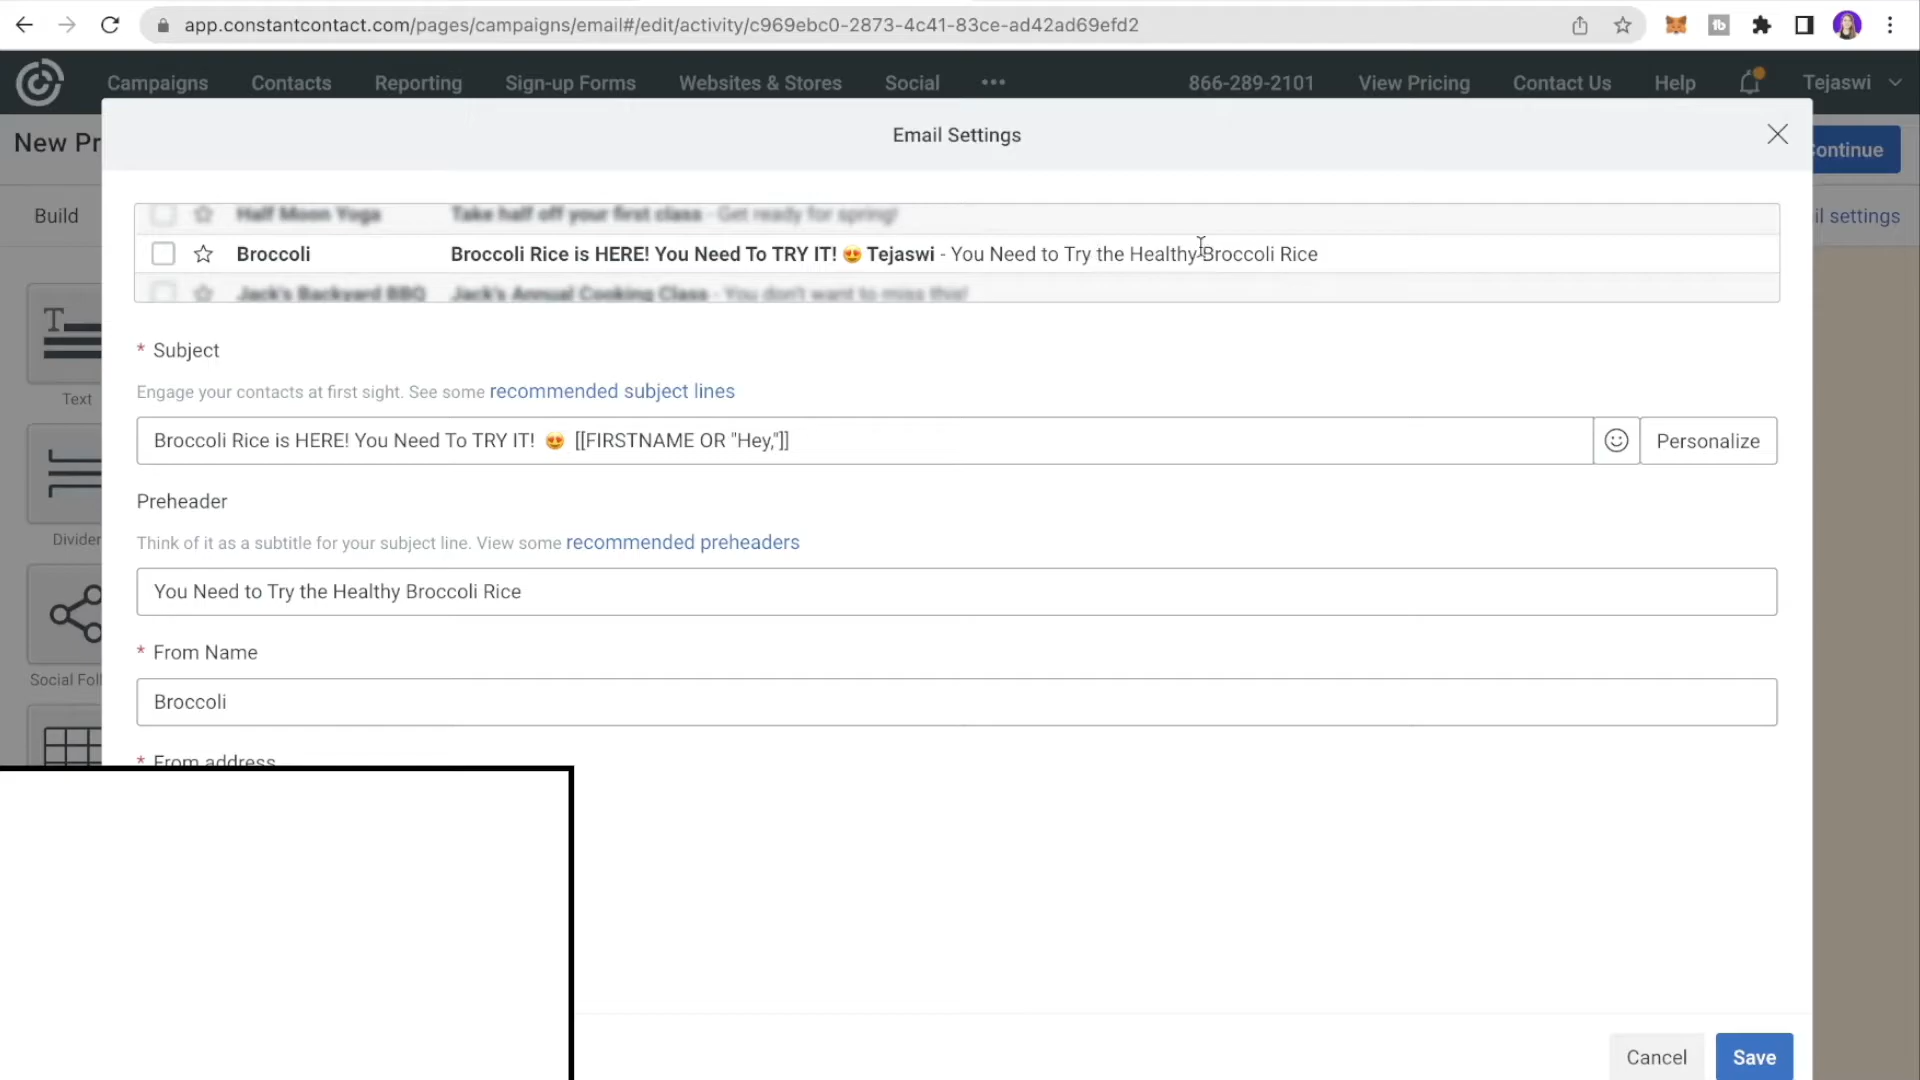 app.constantcontact.com/pages/campaigns/email#/edit/activity/c969ebc0-2873-4c41-83ce-ad42ad69efd2
Campaigns Contacts Reporting Sign-up Forms Websites & Stores Social ••• 866-289-2101 View Pricing Contact Us Help Tejaswi
New Pr
Email Settings
ontinue
Build
il settings
Half Moon Yoga Take half off your first class - Get ready for spring!
Broccoli Broccoli Rice is HERE! You Need To TRY IT! 😍 Tejaswi - You Need to Try the Healthy Broccoli Rice
Jack's Backyard BBQ Jack's Annual Cooking Class - You don't want to miss this!
* Subject
Engage your contacts at first sight. See some recommended subject lines
Broccoli Rice is HERE! You Need To TRY IT! 😍 [[FIRSTNAME OR "Hey,"]]
Personalize
Text
Preheader
Think of it as a subtitle for your subject line. View some recommended preheaders
Divider
You Need to Try the Healthy Broccoli Rice
* From Name
Social Foll
Broccoli
* From address
Cancel Save